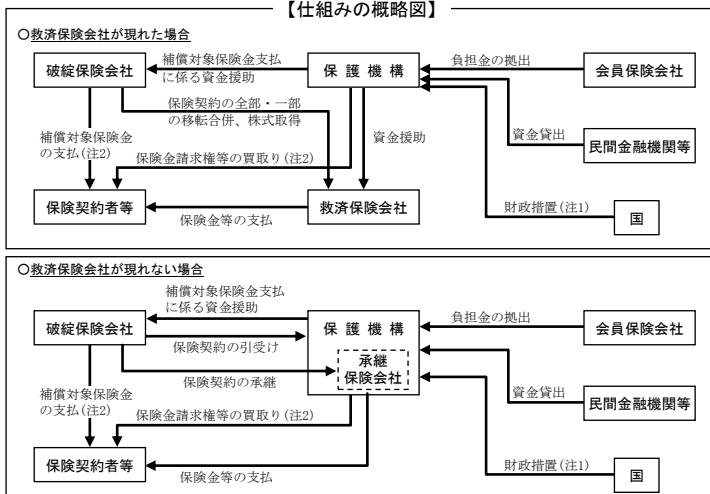 【仕組みの概略図】
○救済保険会社が現れた場合
破綻保険会社
補償対象保険金支払
に係る資金援助
保護機構
負担金の拠出
会員保険会社
保険契約の全部・一部
の移転合併、株式取得
補償対象保険金
の支払(注2)
資金援助
資金貸出
民間金融機関等
保険金請求権等の買取り(注2)
保険契約者等
保険金等の支払
救済保険会社
財政措置(注1)
国
○救済保険会社が現れない場合
補償対象保険金支払
に係る資金援助
破綻保険会社
保護機構
負担金の拠出
会員保険会社
保険契約の引受け
承継
保険会社
保険契約の承継
補償対象保険金
の支払(注2)
資金貸出
民間金融機関等
保険金請求権等の買取り(注2)
保険契約者等
保険金等の支払
財政措置(注1)
国